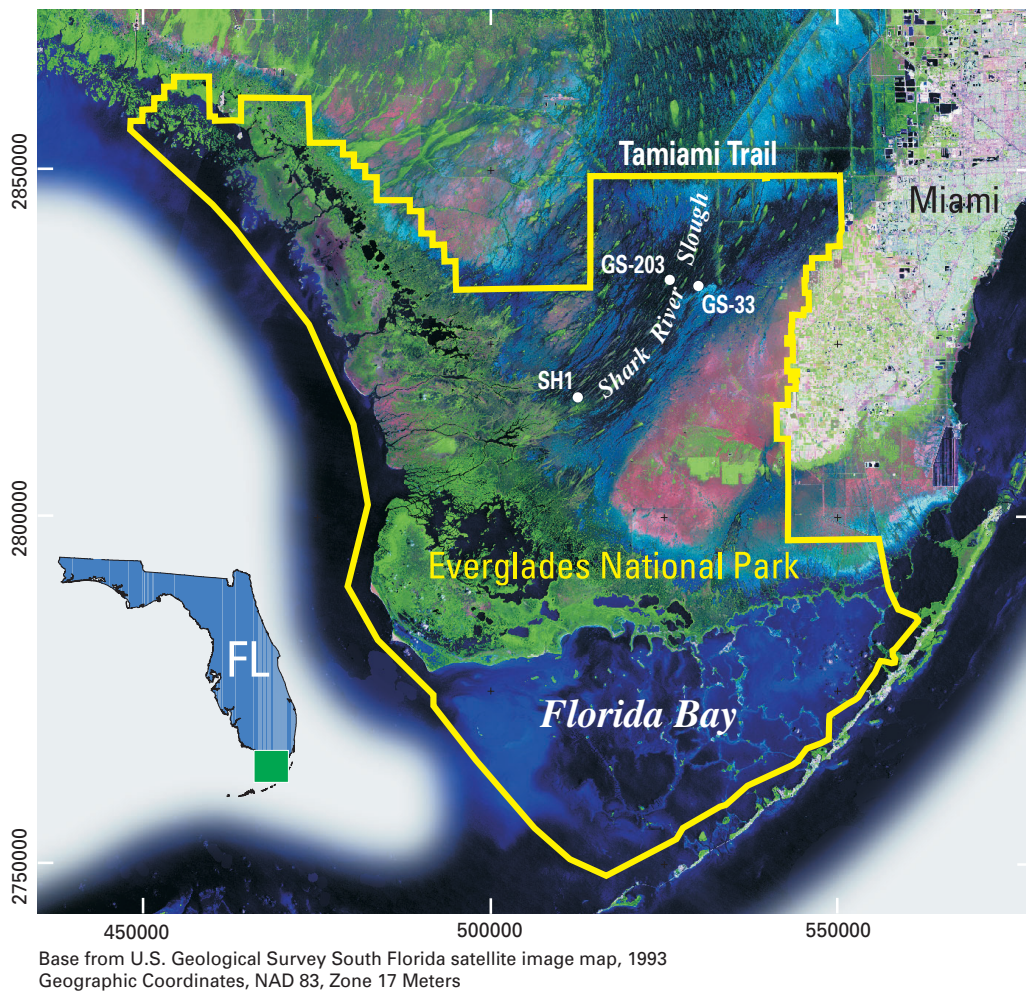 Tamiami Trail
Miami
Shark River Slough
GS-203
GS-33
SH1
Everglades National Park
Florida Bay
FL
2850000
2800000
2750000
450000
500000
550000
Base from U.S. Geological Survey South Florida satellite image map, 1993
Geographic Coordinates, NAD 83, Zone 17 Meters